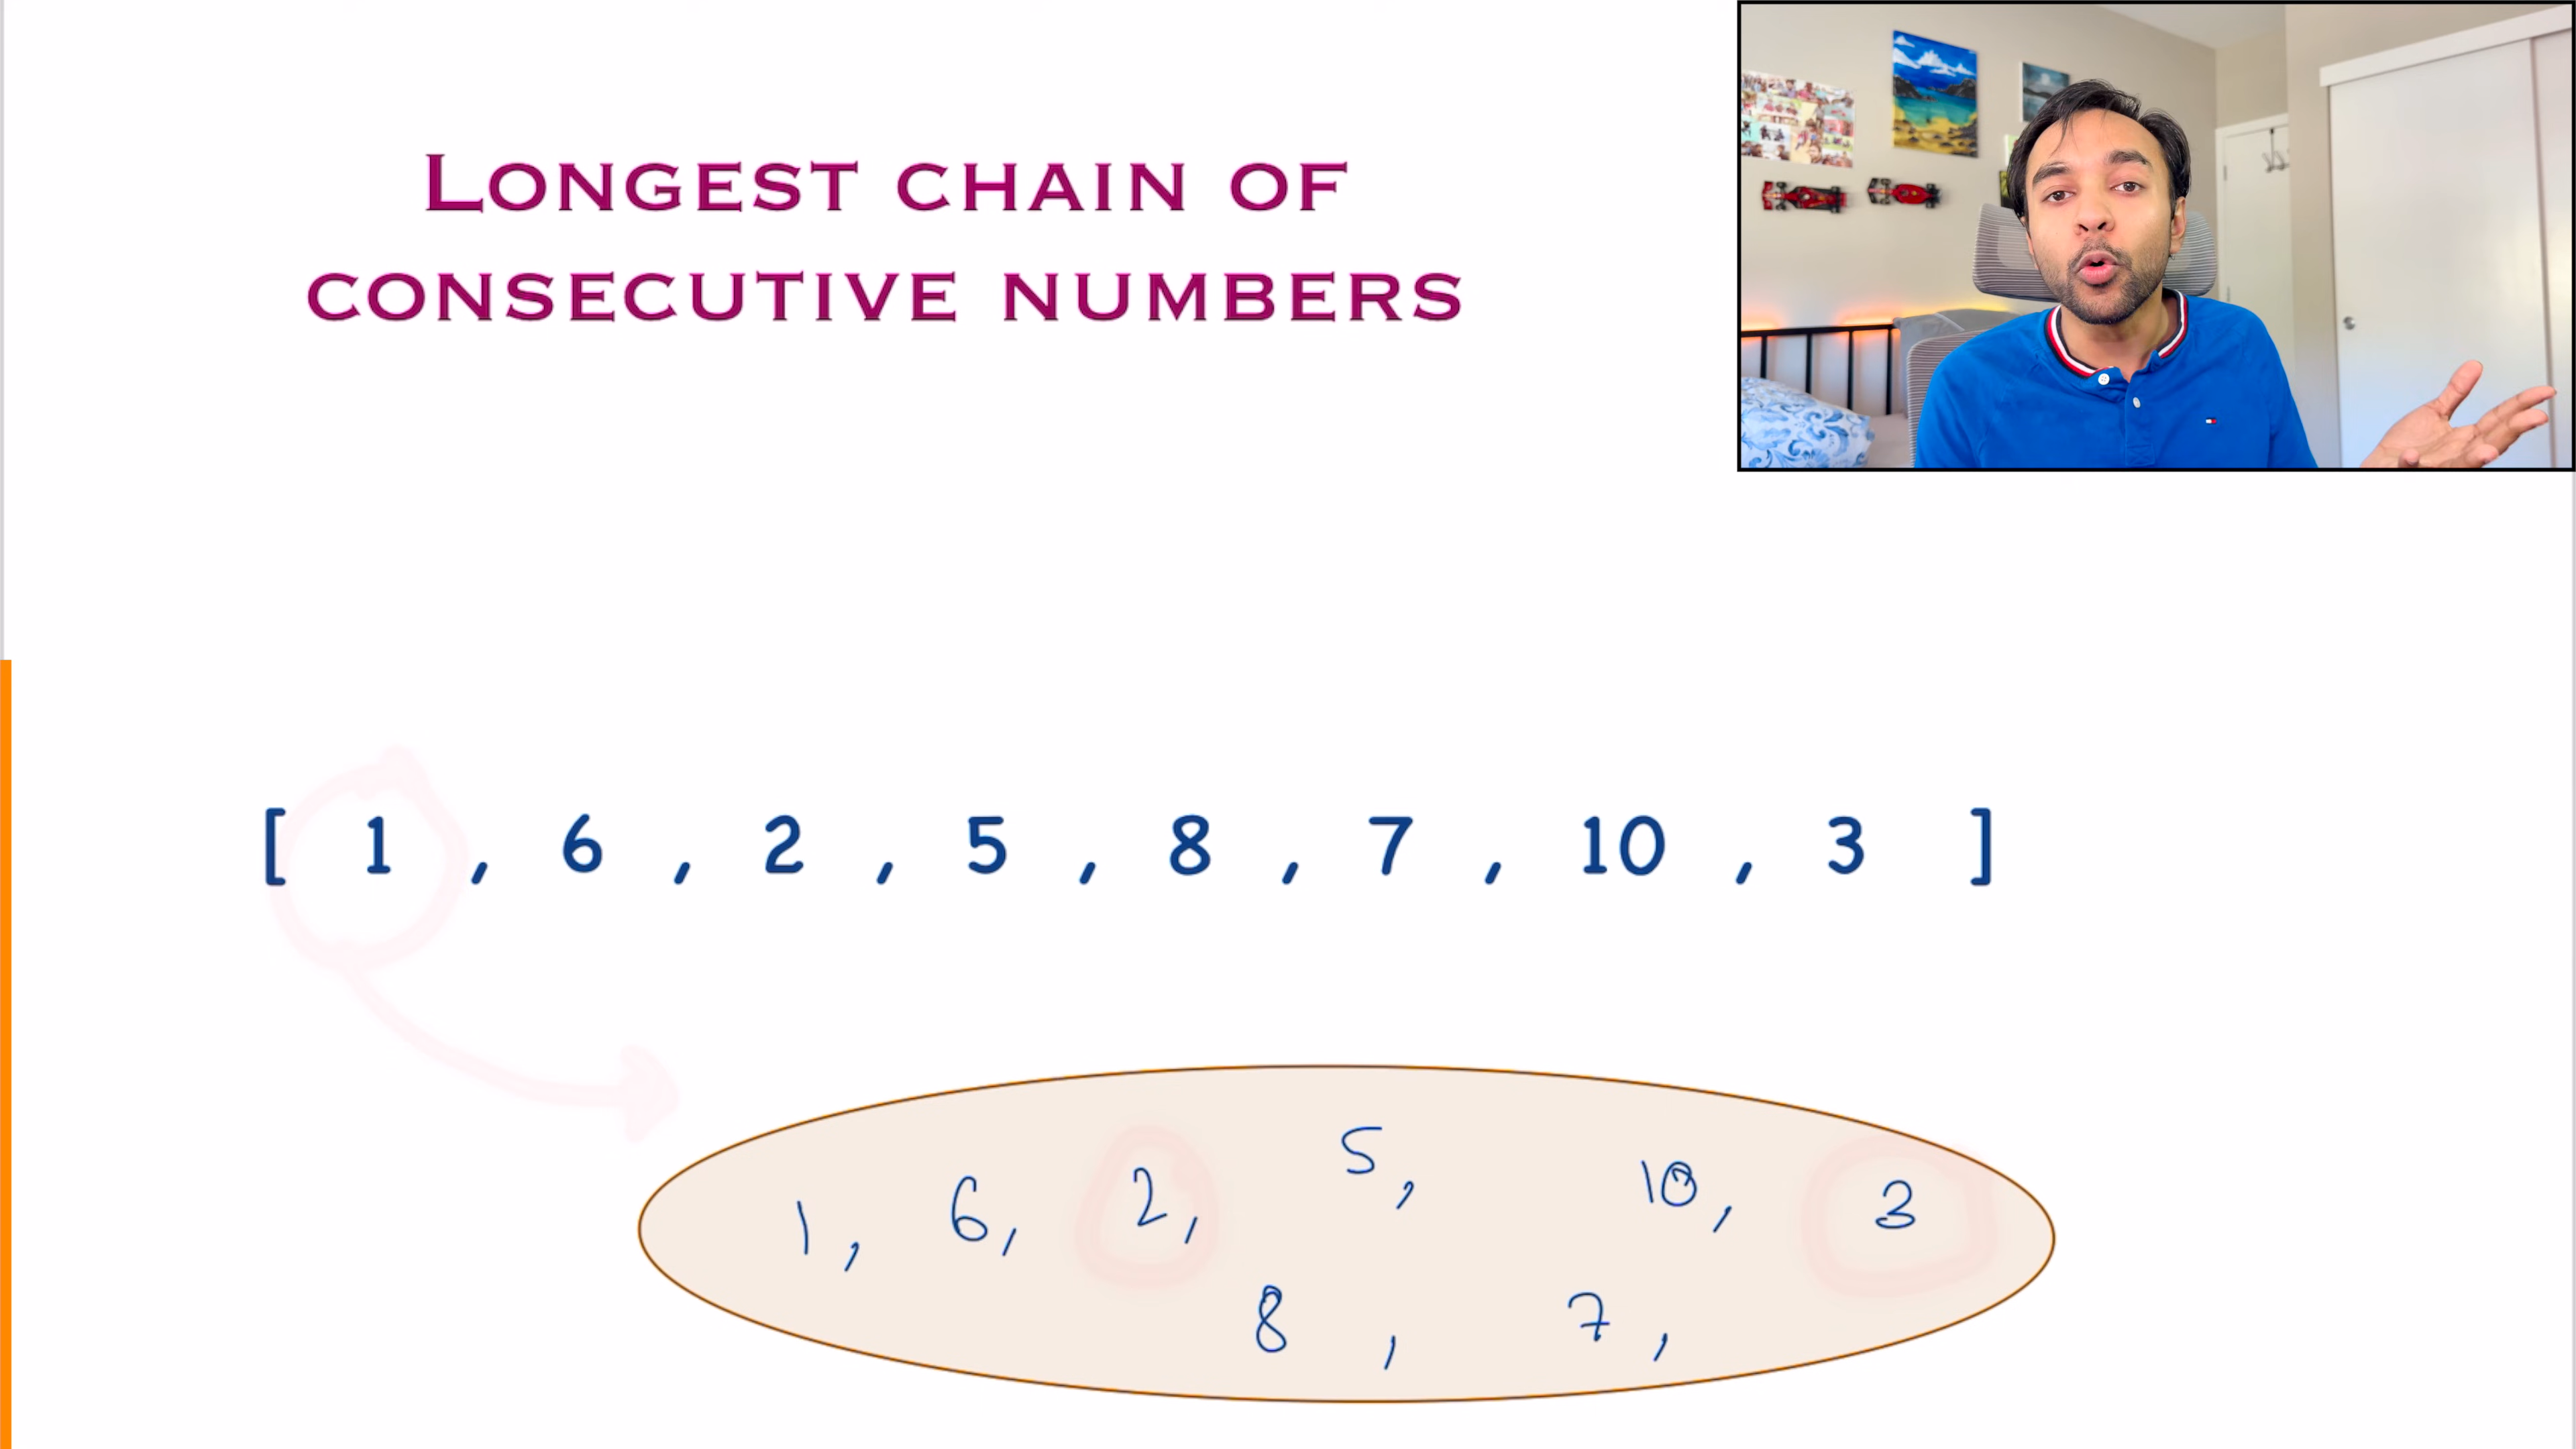 LONGEST CHAIN OF
CONSECUTIVE NUMBERS
[ 1 , 6 , 2 , 5 , 8 , 7 , 10 , 3 ]
1, 6, 2, 5, 10, 3
8, 7,